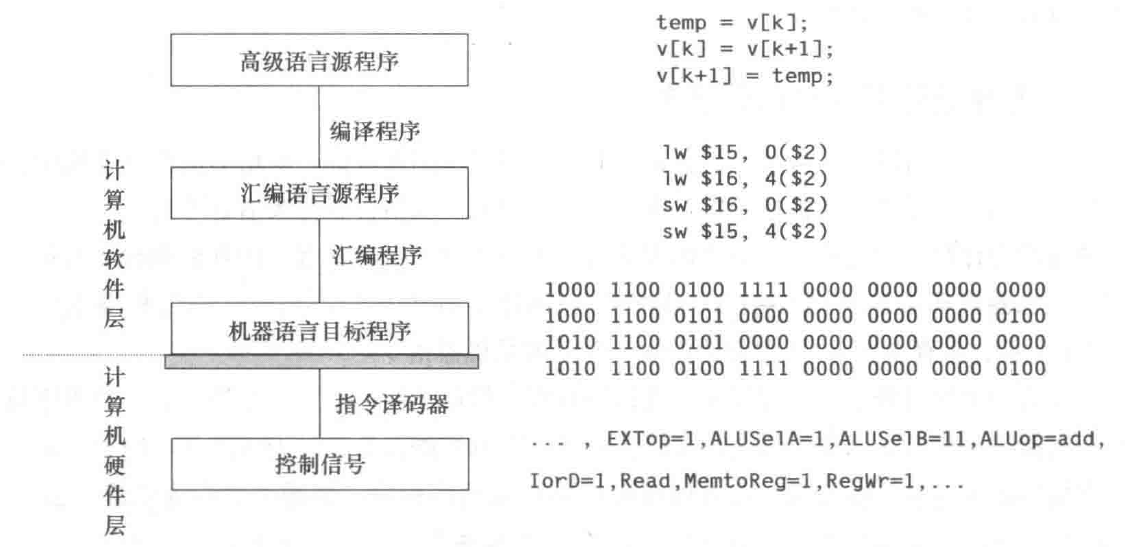 temp = v[k];
高级语言源程序
v[k] = v[k+1];
v[k+1] = temp;
编译程序
计算机软件层
汇编语言源程序
lw $15, 0($2)
lw $16, 4($2)
sw $16, 0($2)
sw $15, 4($2)
汇编程序
机器语言目标程序
1000 1100 0100 1111 0000 0000 0000 0000
1000 1100 0101 0000 0000 0000 0000 0100
1010 1100 0101 0000 0000 0000 0000 0000
1010 1100 0100 1111 0000 0000 0000 0100
计算机硬件层
指令译码器
控制信号
... , EXTop=1,ALUSelA=1,ALUSelB=11,ALUop=add,
IorD=1,Read,MemtoReg=1,RegWr=1,...